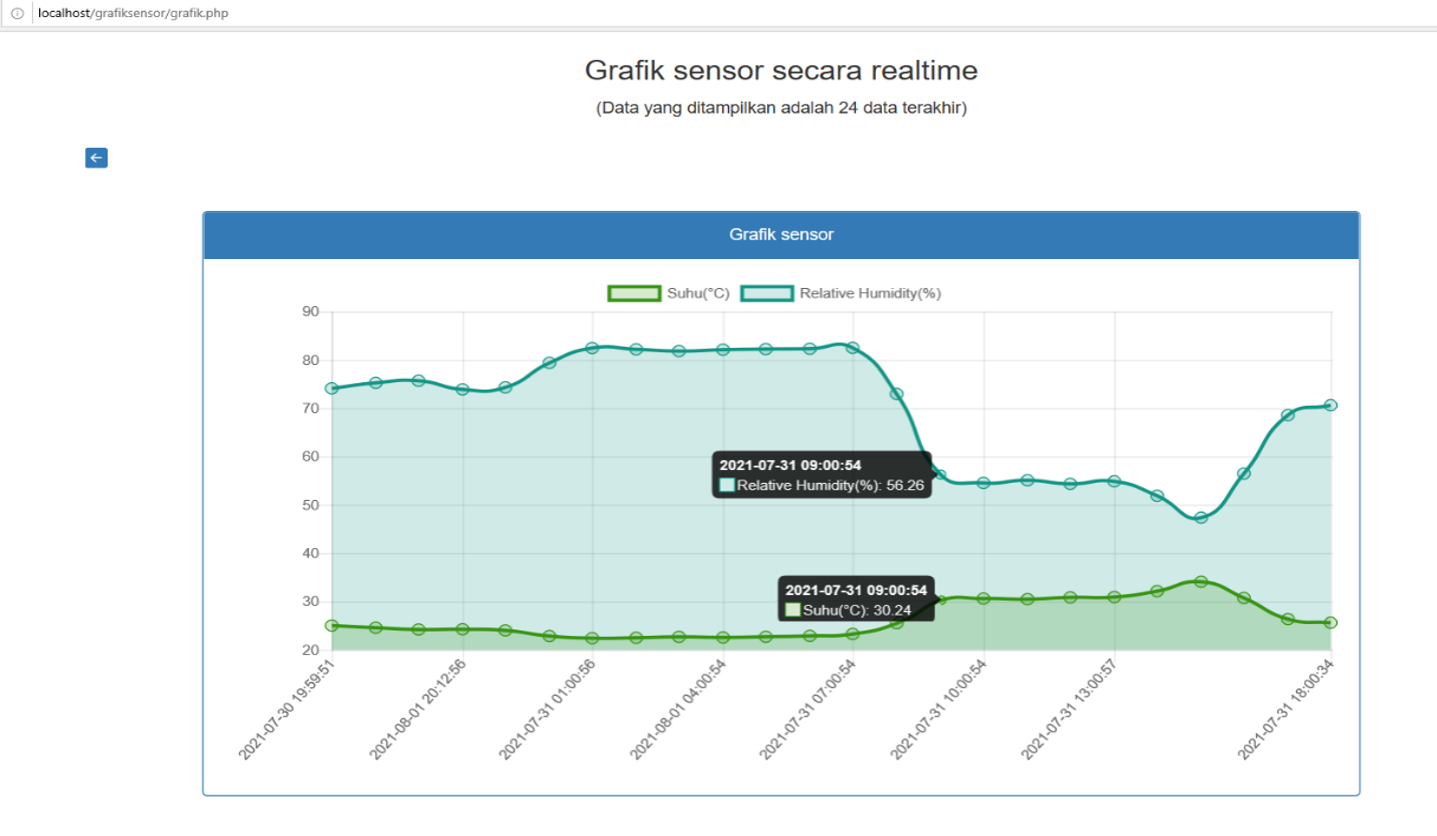 localhost/grafiksensor/grafik.php
Grafik sensor secara realtime
(Data yang ditampilkan adalah 24 data terakhir)
Grafik sensor
Suhu(°C) Relative Humidity(%)
90
80
70
60
50
40
30
20
2021-07-31 09:00:54
Relative Humidity(%): 56.26
2021-07-31 09:00:54
Suhu(°C): 30.24
2021-07-30 19:59:51
2021-08-01 20:12:56
2021-07-31 01:00:56
2021-08-01 04:00:54
2021-07-31 07:00:54
2021-07-31 10:00:54
2021-07-31 13:00:57
2021-07-31 18:00:34